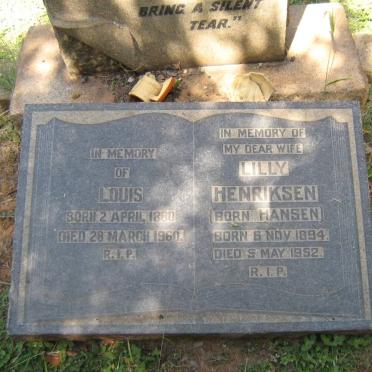 BRING A SILENT
TEAR."
IN MEMORY
OF
LOUIS
BORN 2 APRIL 1880
DIED 28 MARCH 1960.
R.I.P.
IN MEMORY OF
MY DEAR WIFE
LILLY
HENRIKSEN
(BORN HANSEN)
BORN 6 NOV 1894.
DIED 5 MAY 1952.
R.I.P.